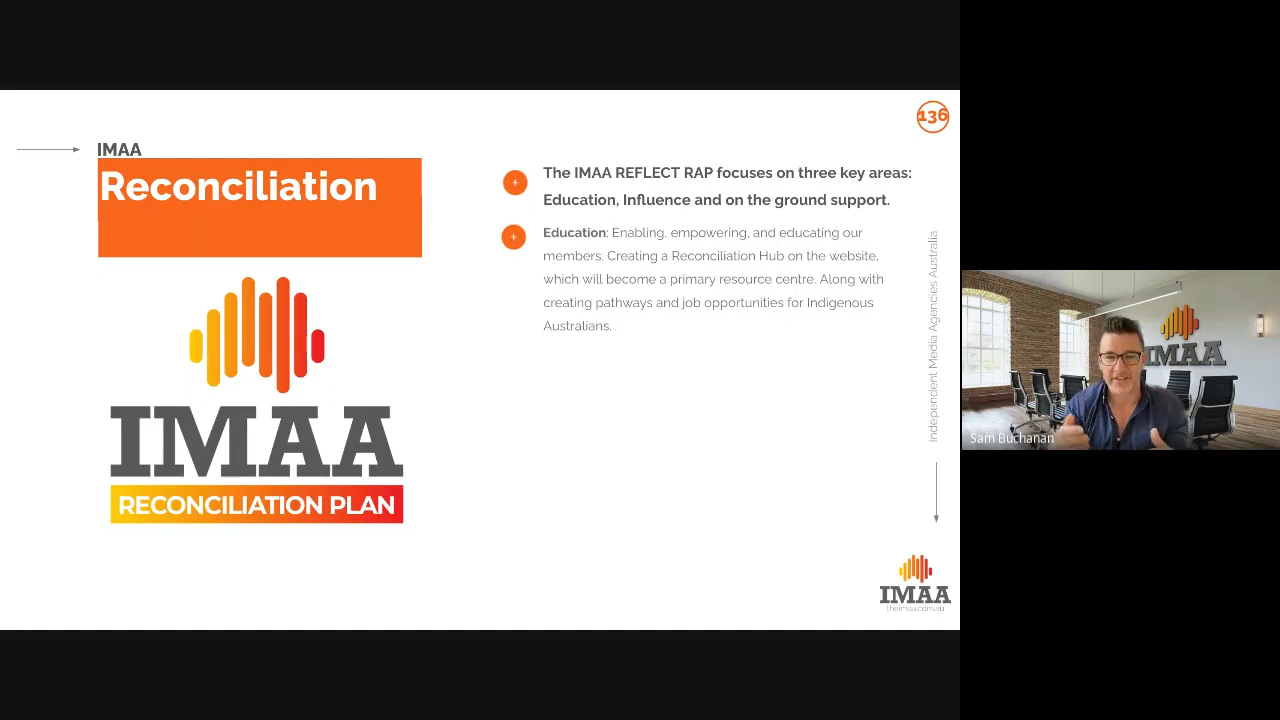 136
IMAA
Reconciliation
The IMAA REFLECT RAP focuses on three key areas:
Education, Influence and on the ground support.
Education: Enabling, empowering, and educating our
members. Creating a Reconciliation Hub on the website,
which will become a primary resource centre. Along with
creating pathways and job opportunities for Indigenous
Australians.
IMAA
RECONCILIATION PLAN
Independent Media Agencies Australia
IMAA
theimaa.com.au
IMAA
Sam Buchanan